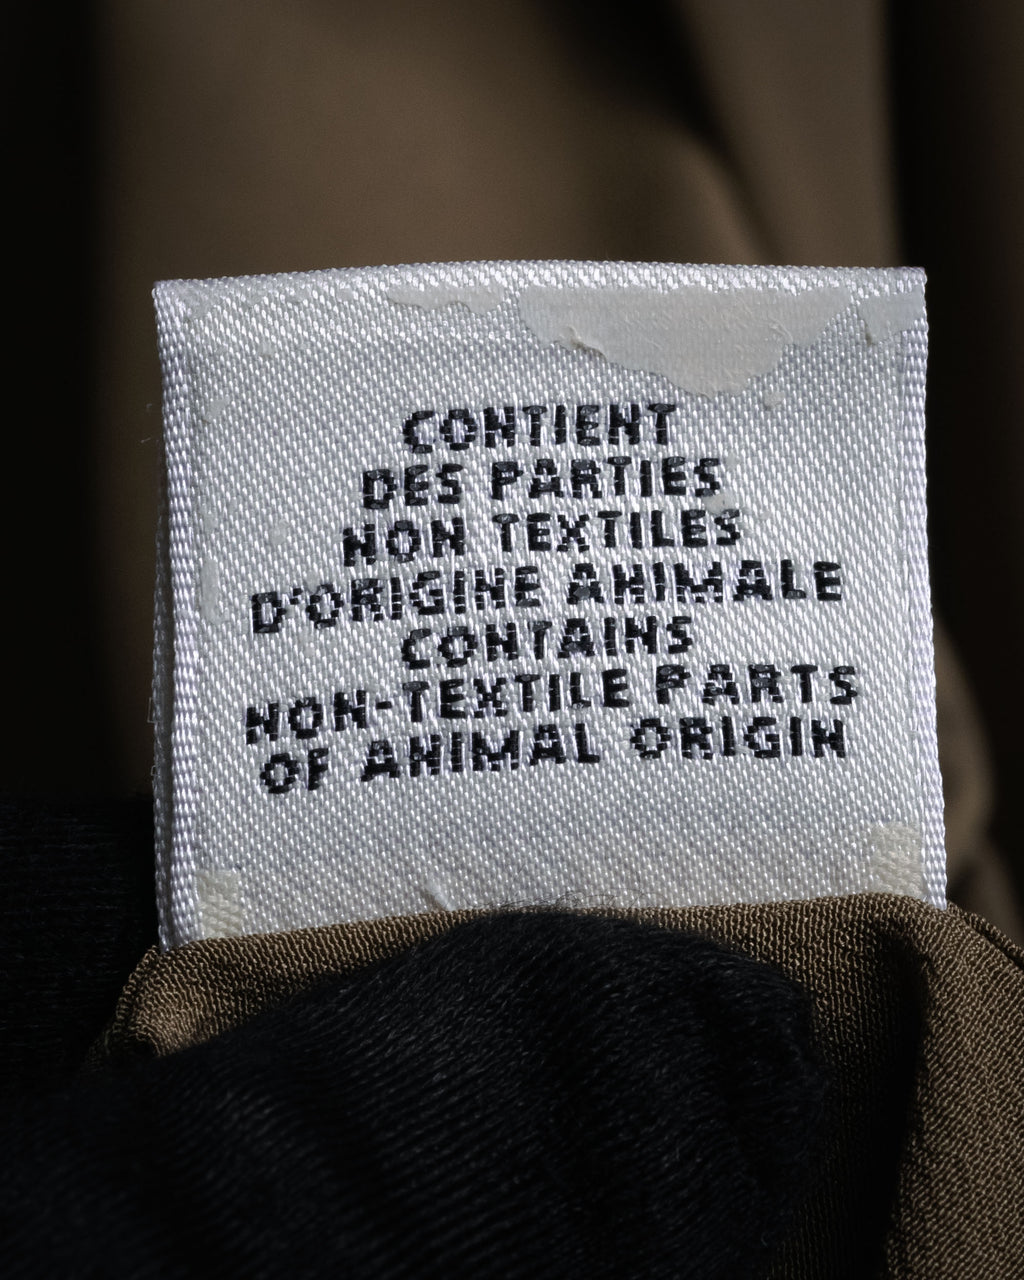 CONTIENT
DES PARTIES
NON TEXTILES
D'ORIGINE ANIMALE
CONTAINS
NON-TEXTILE PARTS
OF ANIMAL ORIGIN